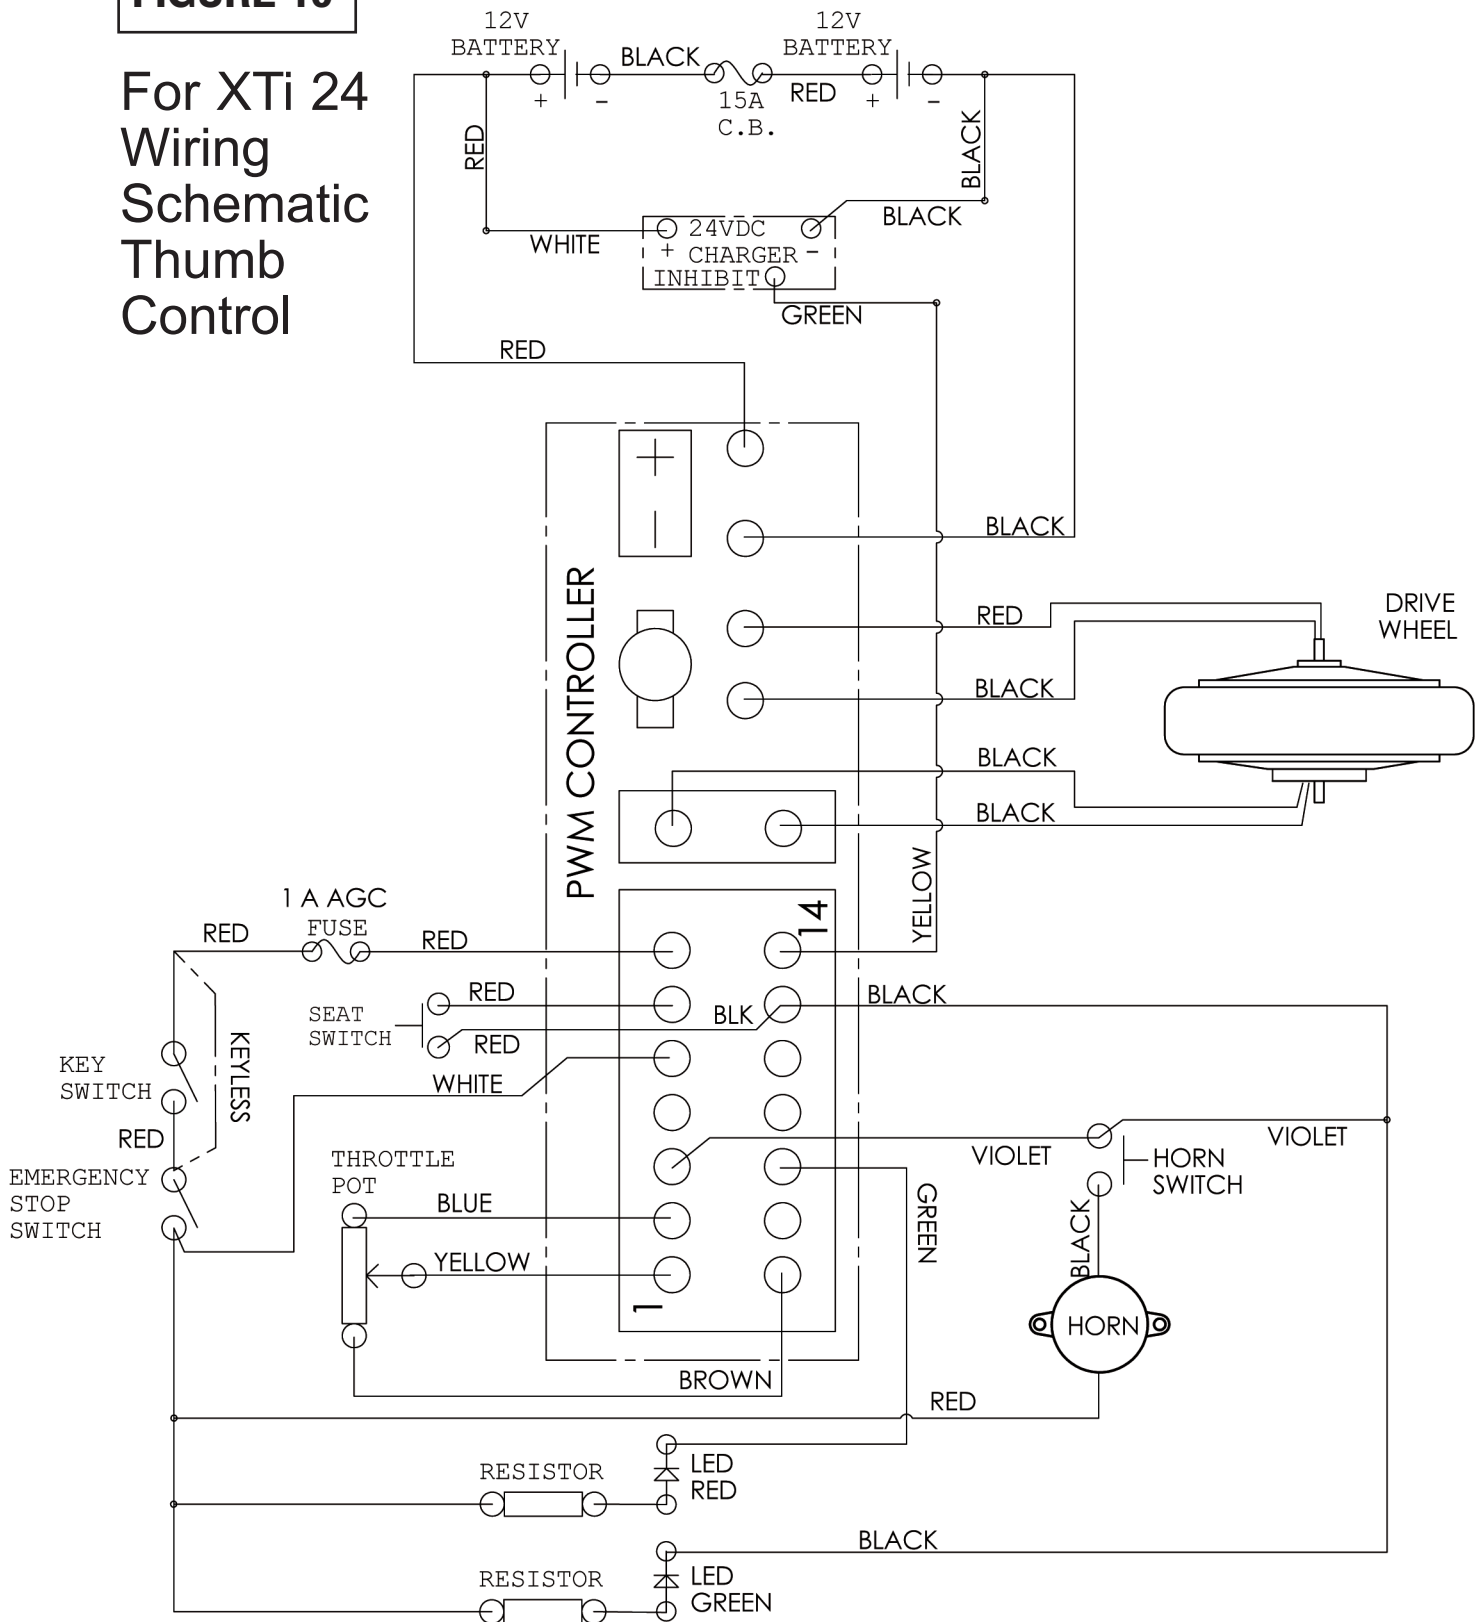 For XTi 24
Wiring
Schematic
Thumb
Control
12V
BATTERY
BLACK
12V
BATTERY
+
-
15A
C.B.
RED
+
-
RED
BLACK
WHITE
+
24VDC
CHARGER
-
INHIBIT
BLACK
GREEN
RED
+
-
BLACK
PWM CONTROLLER
RED
BLACK
DRIVE
WHEEL
BLACK
BLACK
YELLOW
14
1 A AGC
FUSE
RED
RED
SEAT
SWITCH
RED
RED
BLK
BLACK
KEYLESS
KEY
SWITCH
RED
WHITE
EMERGENCY
STOP
SWITCH
THROTTLE
POT
BLUE
YELLOW
1
VIOLET
VIOLET
HORN
SWITCH
GREEN
BLACK
HORN
BROWN
RED
RESISTOR
LED
RED
BLACK
RESISTOR
LED
GREEN